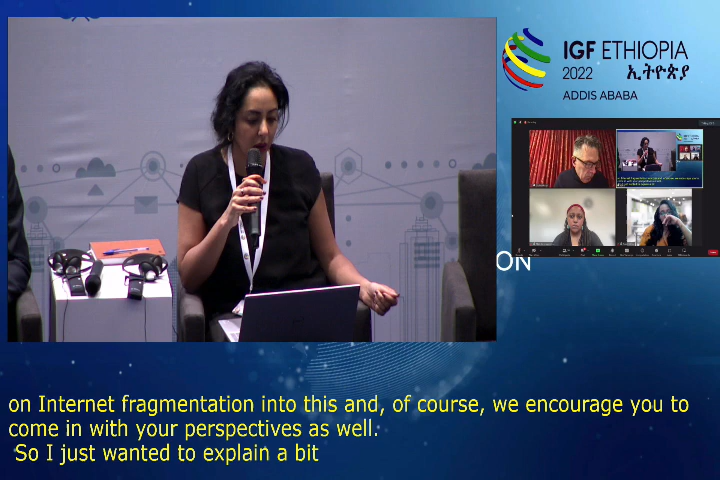 IGF ETHIOPIA
2022 ኢትዮጵያ
ADDIS ABABA
ON
on Internet fragmentation into this and, of course, we encourage you to
come in with your perspectives as well.
So I just wanted to explain a bit